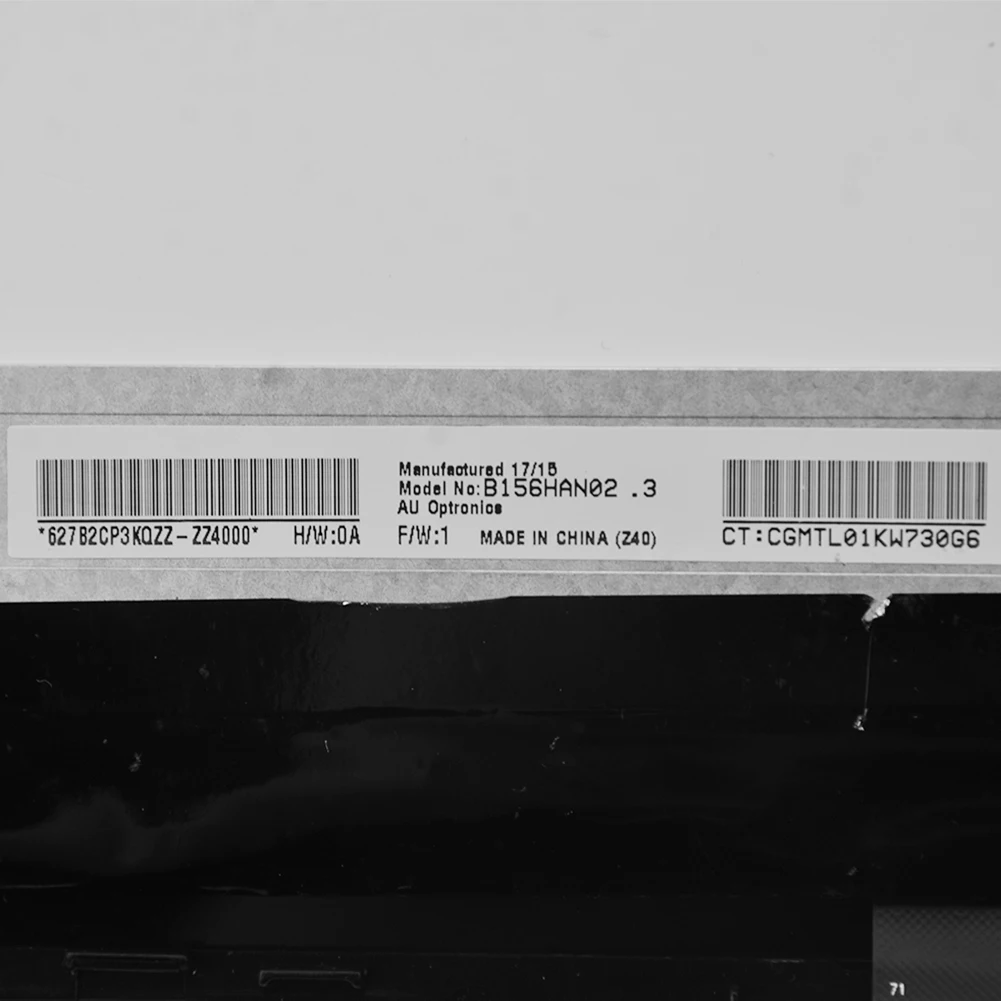 Manufactured 17/15
Model No:B156HAN02 .3
AU Optronics
*627B2CP3KQZZ-ZZ4000* H/W:0A F/W:1 MADE IN CHINA (Z40)
CT:CGMTL01KW730G6
71